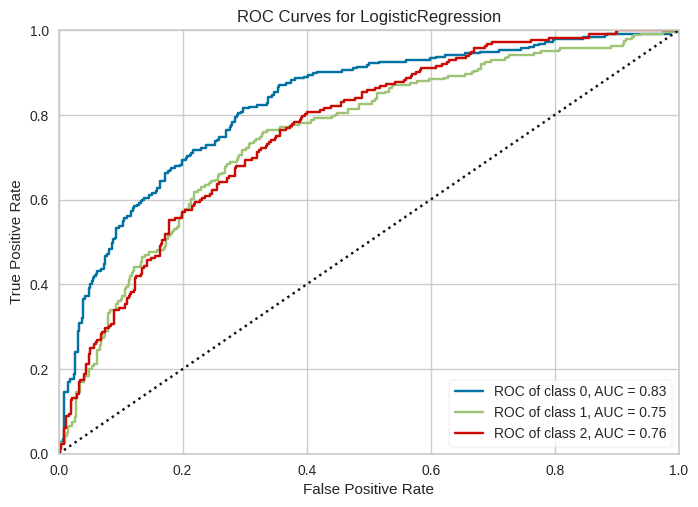 ROC Curves for LogisticRegression
True Positive Rate
1.0
0.8
0.6
0.4
0.2
0.0
ROC of class 0, AUC = 0.83
ROC of class 1, AUC = 0.75
ROC of class 2, AUC = 0.76
0.0 0.2 0.4 0.6 0.8 1.0
False Positive Rate